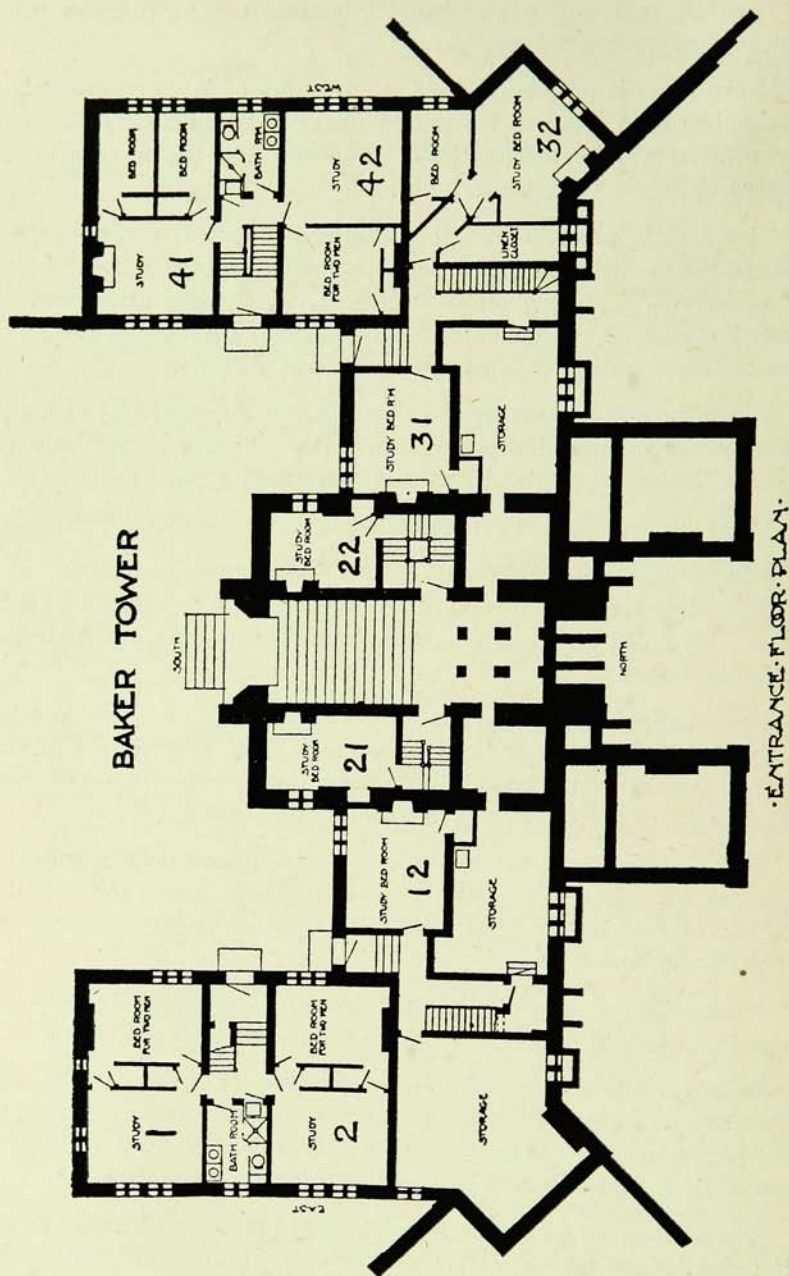 BAKER TOWER
SOUTH
EAST
STUDY
1
BED ROOM
FOR TWO MEN
BATH ROOM
STUDY
2
BED ROOM
FOR TWO MEN
STORAGE
STUDY BED ROOM
12
STORAGE
STUDY
BED ROOM
21
STUDY
BED ROOM
22
STUDY BED R'M
31
STORAGE
STUDY
41
BED ROOM
BED ROOM
BATH RM
STUDY
42
BED ROOM
FOR TWO MEN
WEST
BED ROOM
STUDY BED ROOM
32
LINEN
CLOSET
NORTH
·ENTRANCE·FLOOR·PLAN·